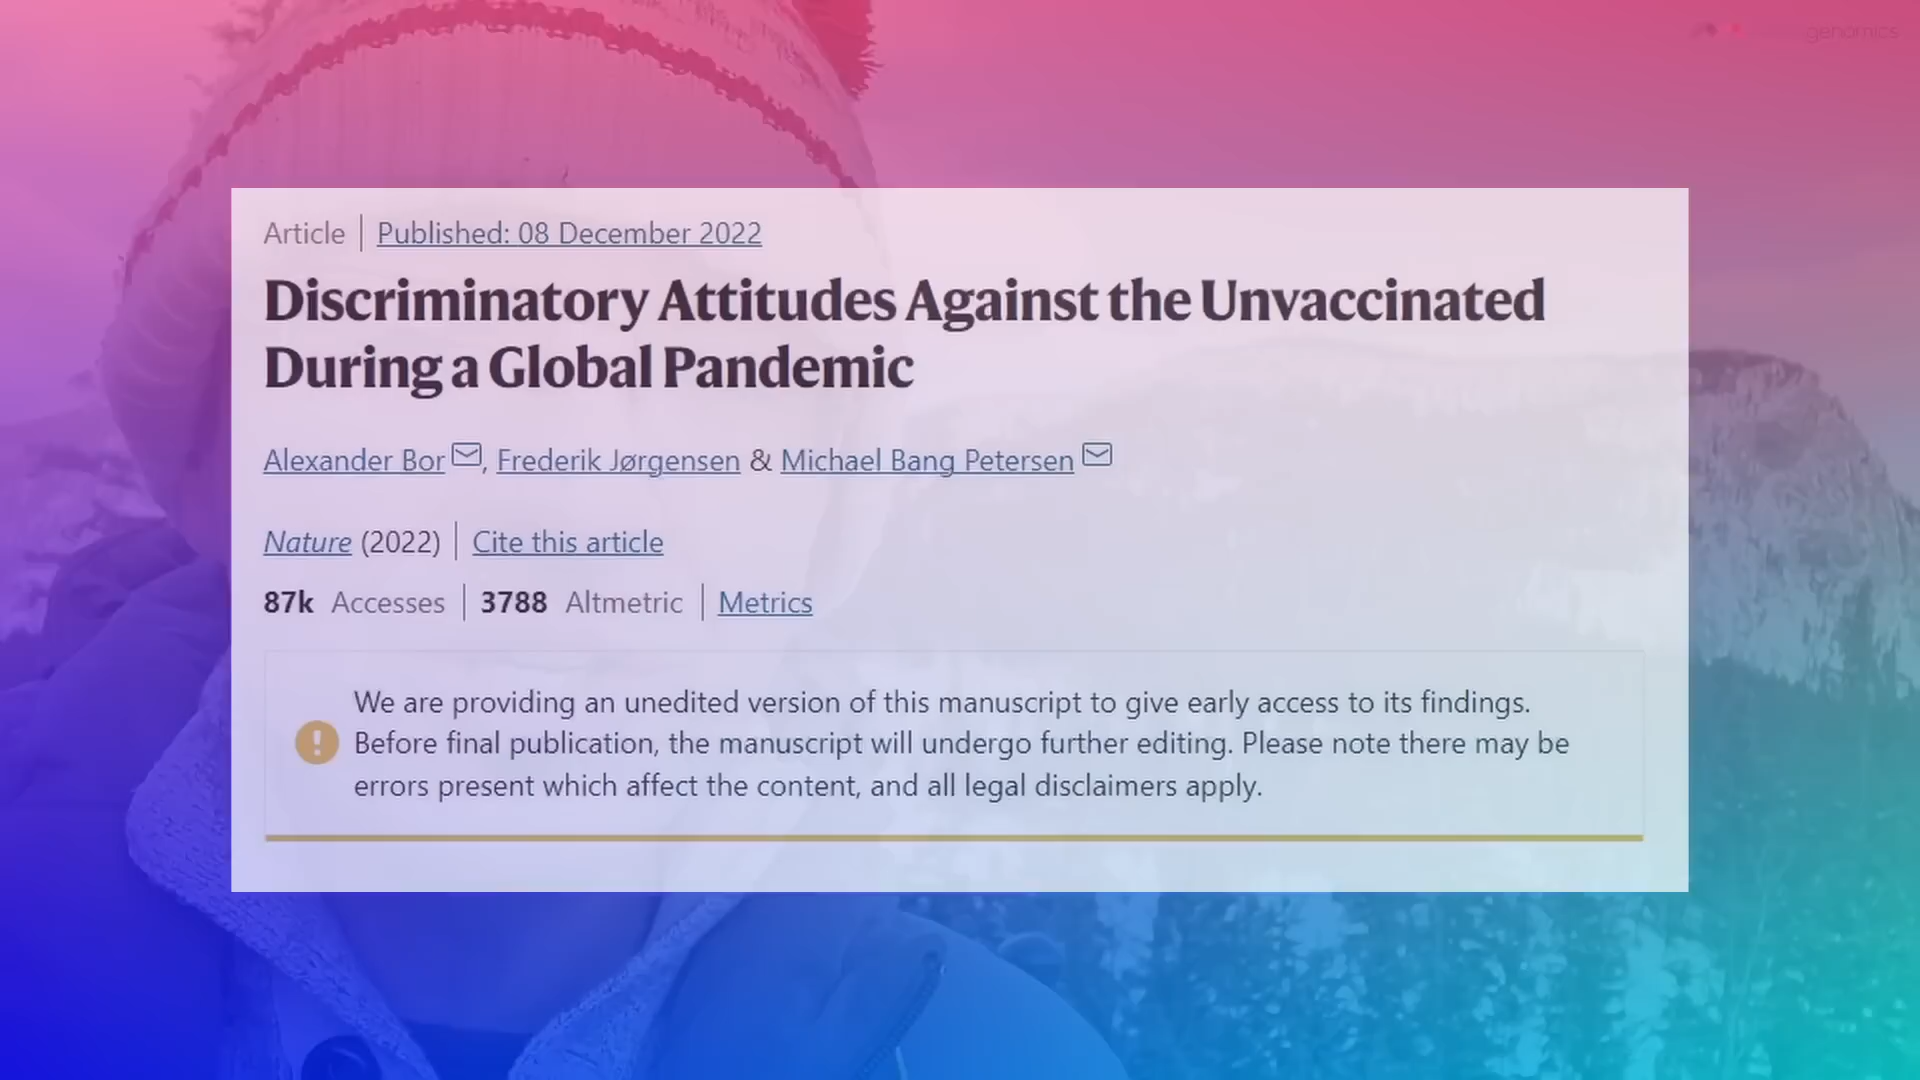 genomics
Article | Published: 08 December 2022
Discriminatory Attitudes Against the Unvaccinated
During a Global Pandemic
Alexander Bor, Frederik Jørgensen & Michael Bang Petersen
Nature (2022) | Cite this article
87k Accesses | 3788 Altmetric | Metrics
We are providing an unedited version of this manuscript to give early access to its findings.
Before final publication, the manuscript will undergo further editing. Please note there may be
errors present which affect the content, and all legal disclaimers apply.